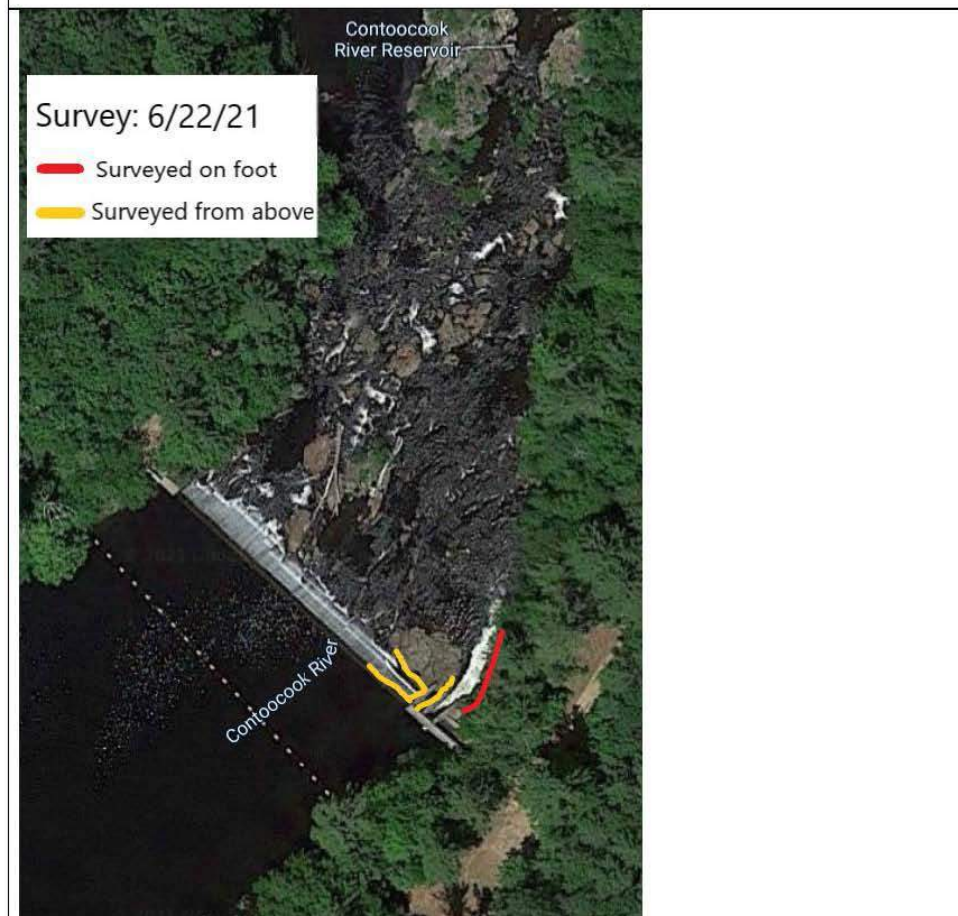 Contoocook
River Reservoir
Survey: 6/22/21
Surveyed on foot
Surveyed from above
Contoocook River